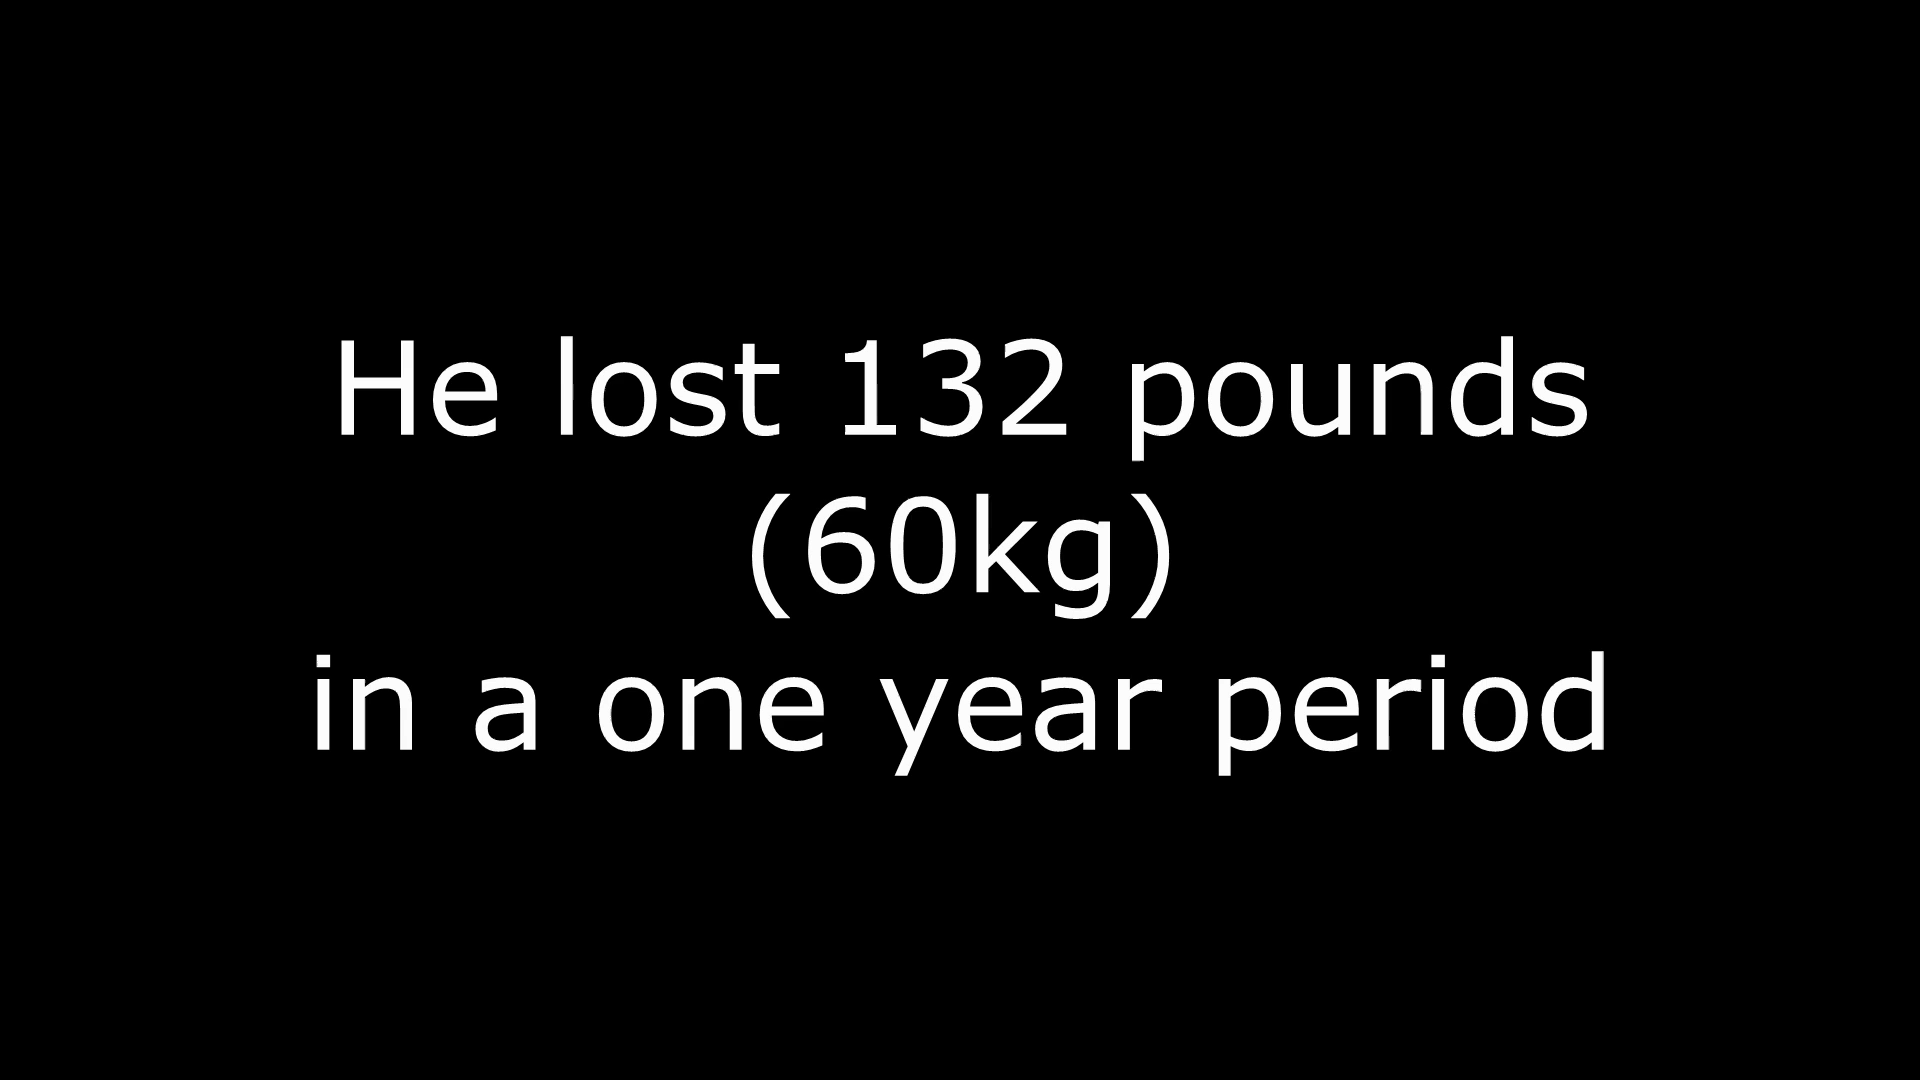 He lost 132 pounds
(60kg)
in a one year period